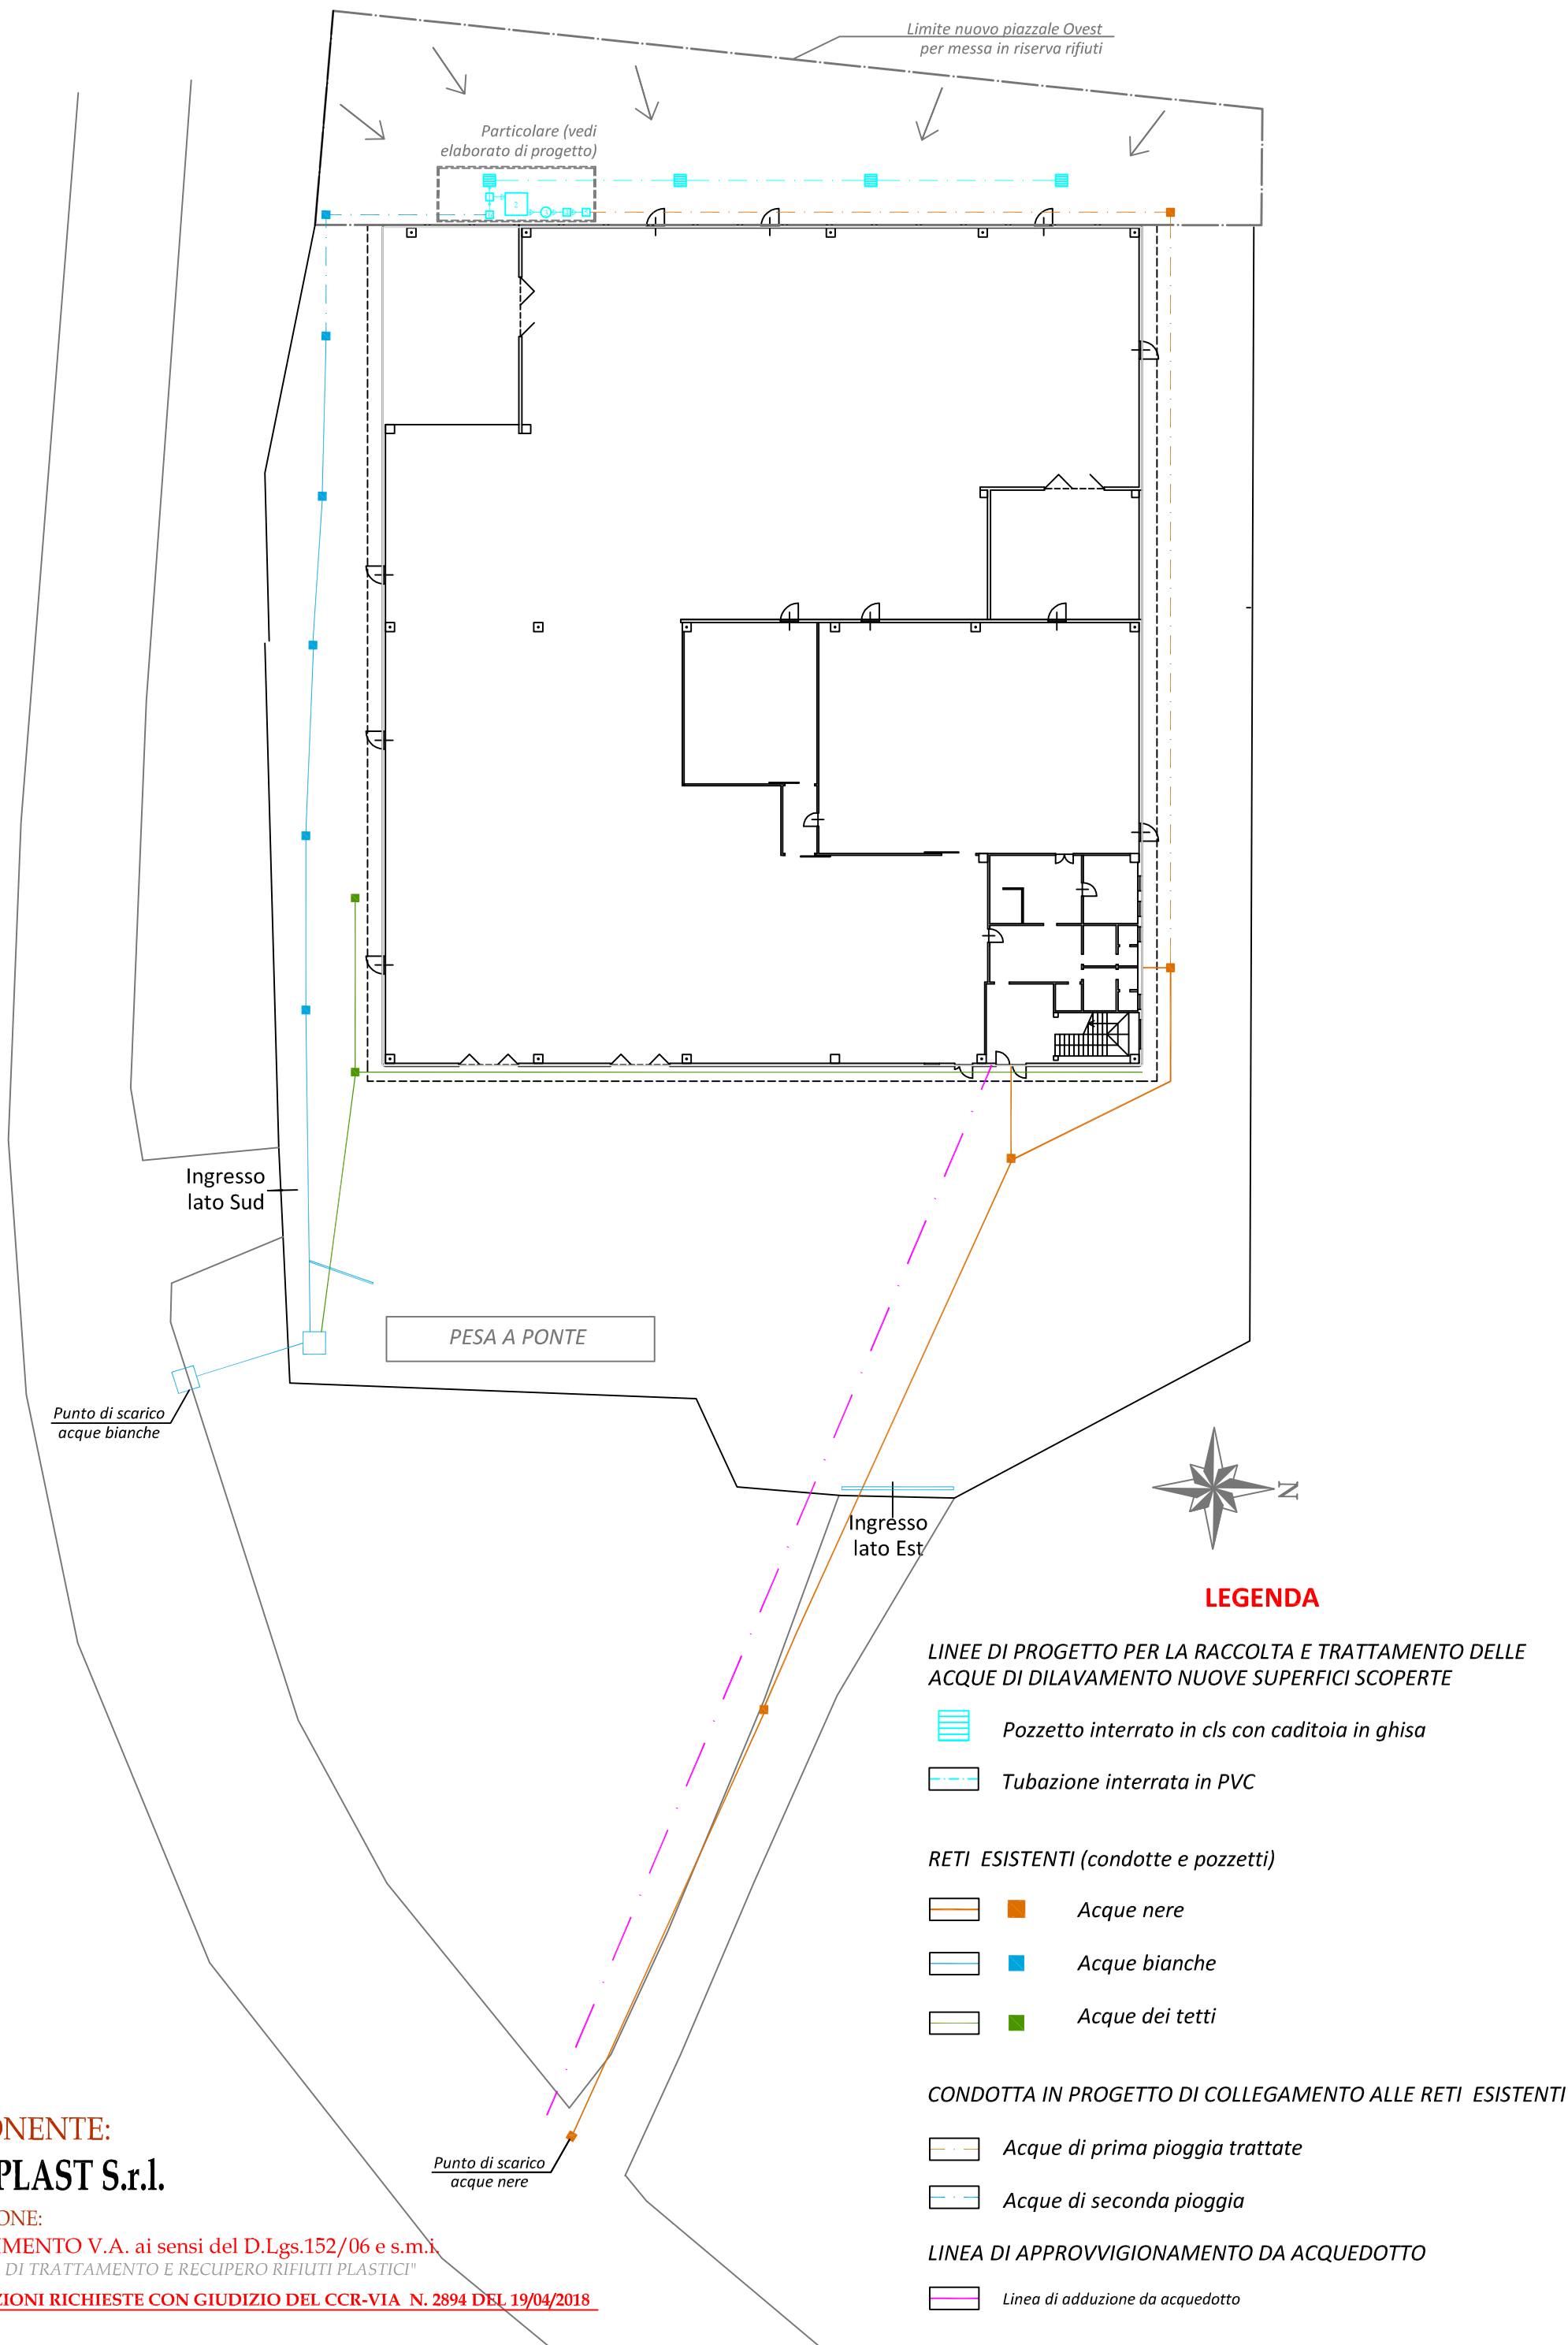 Limite nuovo piazzale Ovest
per messa in riserva rifiuti
Particolare (vedi
elaborato di progetto)
2
Ingresso
lato Sud
PESA A PONTE
Punto di scarico
acque bianche
Ingresso
lato Est
N
LEGENDA
LINEE DI PROGETTO PER LA RACCOLTA E TRATTAMENTO DELLE
ACQUE DI DILAVAMENTO NUOVE SUPERFICI SCOPERTE
Pozzetto interrato in cls con caditoia in ghisa
Tubazione interrata in PVC
RETI ESISTENTI (condotte e pozzetti)
Acque nere
Acque bianche
Acque dei tetti
CONDOTTA IN PROGETTO DI COLLEGAMENTO ALLE RETI ESISTENTI
Acque di prima pioggia trattate
Acque di seconda pioggia
LINEA DI APPROVVIGIONAMENTO DA ACQUEDOTTO
Linea di adduzione da acquedotto
Punto di scarico
acque nere
ONENTE:
PLAST S.r.l.
ONE:
IMENTO V.A. ai sensi del D.Lgs.152/06 e s.m.i.
DI TRATTAMENTO E RECUPERO RIFIUTI PLASTICI"
ZIONI RICHIESTE CON GIUDIZIO DEL CCR-VIA N. 2894 DEL 19/04/2018